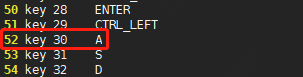 50 key 28 ENTER
51 key 29 CTRL_LEFT
52 key 30 A
53 key 31 S
54 key 32 D